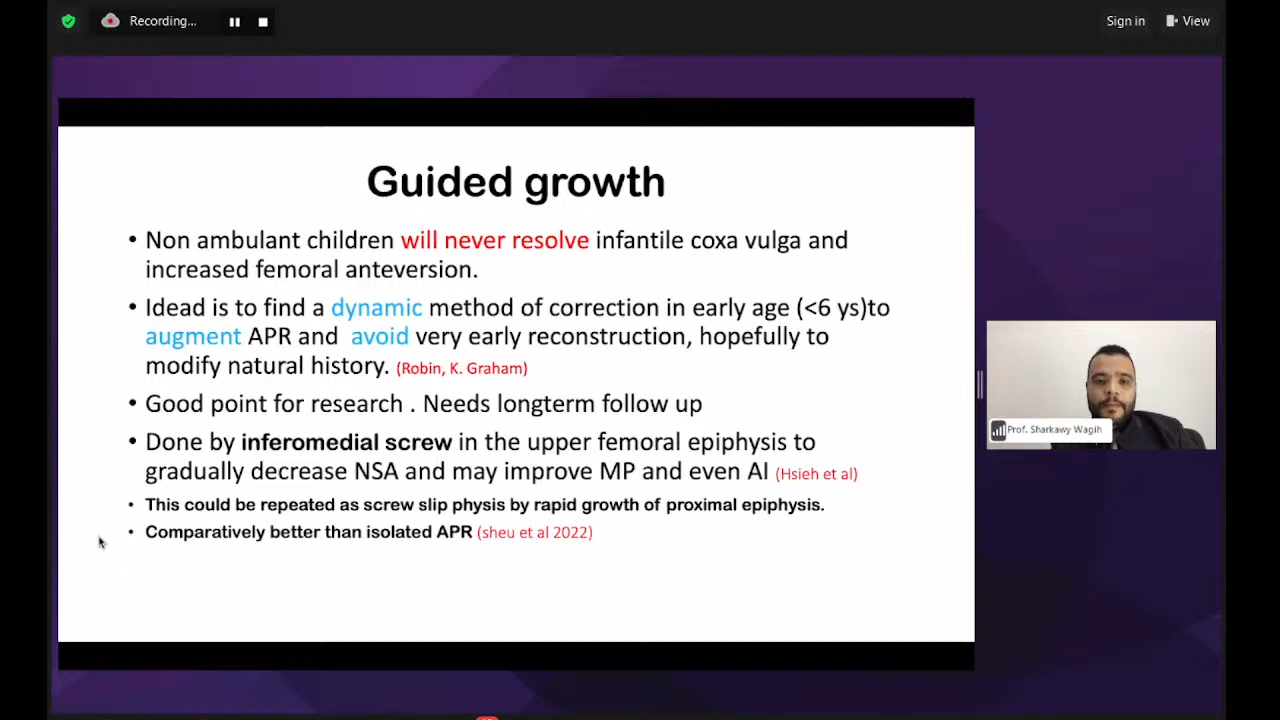 Recording...
Sign in
View
Guided growth
• Non ambulant children will never resolve infantile coxa vulga and
increased femoral anteversion.
• Idead is to find a dynamic method of correction in early age (<6 ys)to
augment APR and avoid very early reconstruction, hopefully to
modify natural history. (Robin, K. Graham)
• Good point for research . Needs longterm follow up
• Done by inferomedial screw in the upper femoral epiphysis to
gradually decrease NSA and may improve MP and even AI (Hsieh et al)
• This could be repeated as screw slip physis by rapid growth of proximal epiphysis.
• Comparatively better than isolated APR (sheu et al 2022)
Prof. Sharkawy Wagih